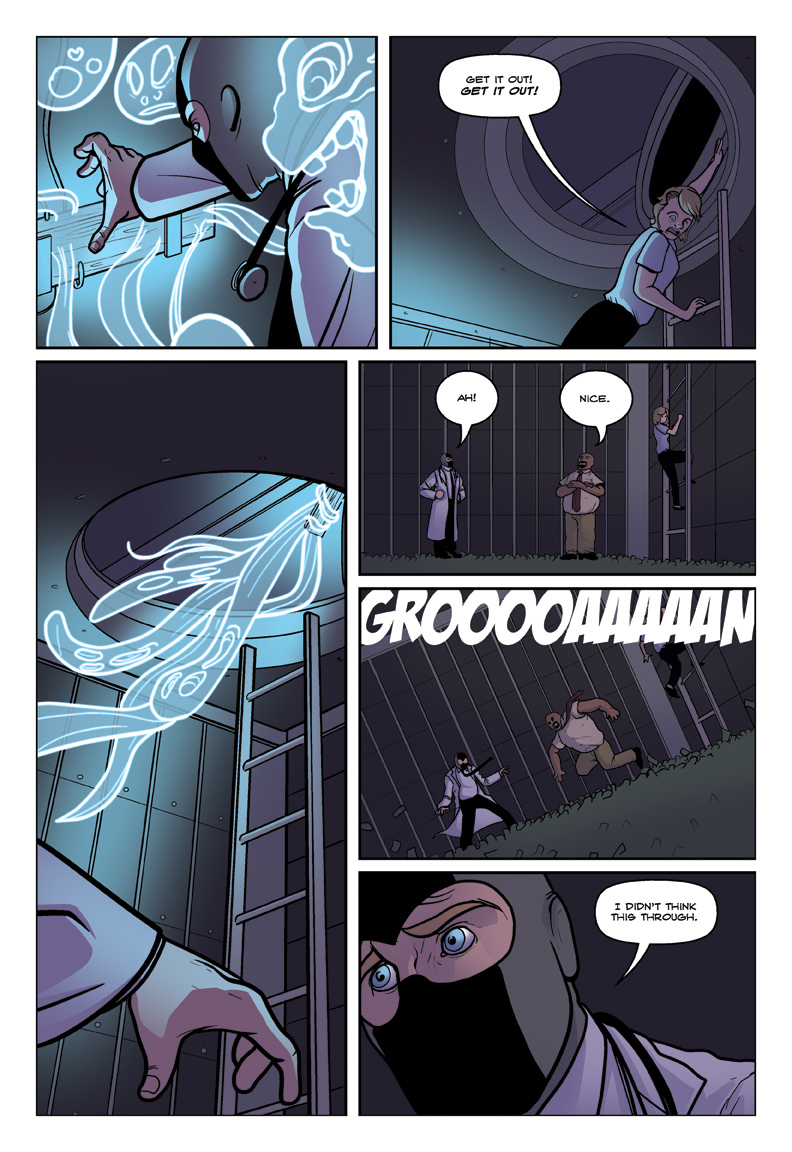 GET IT OUT!
GET IT OUT!
AH!
NICE.
GROOOOAAAAAN
I DIDN'T THINK
THIS THROUGH.